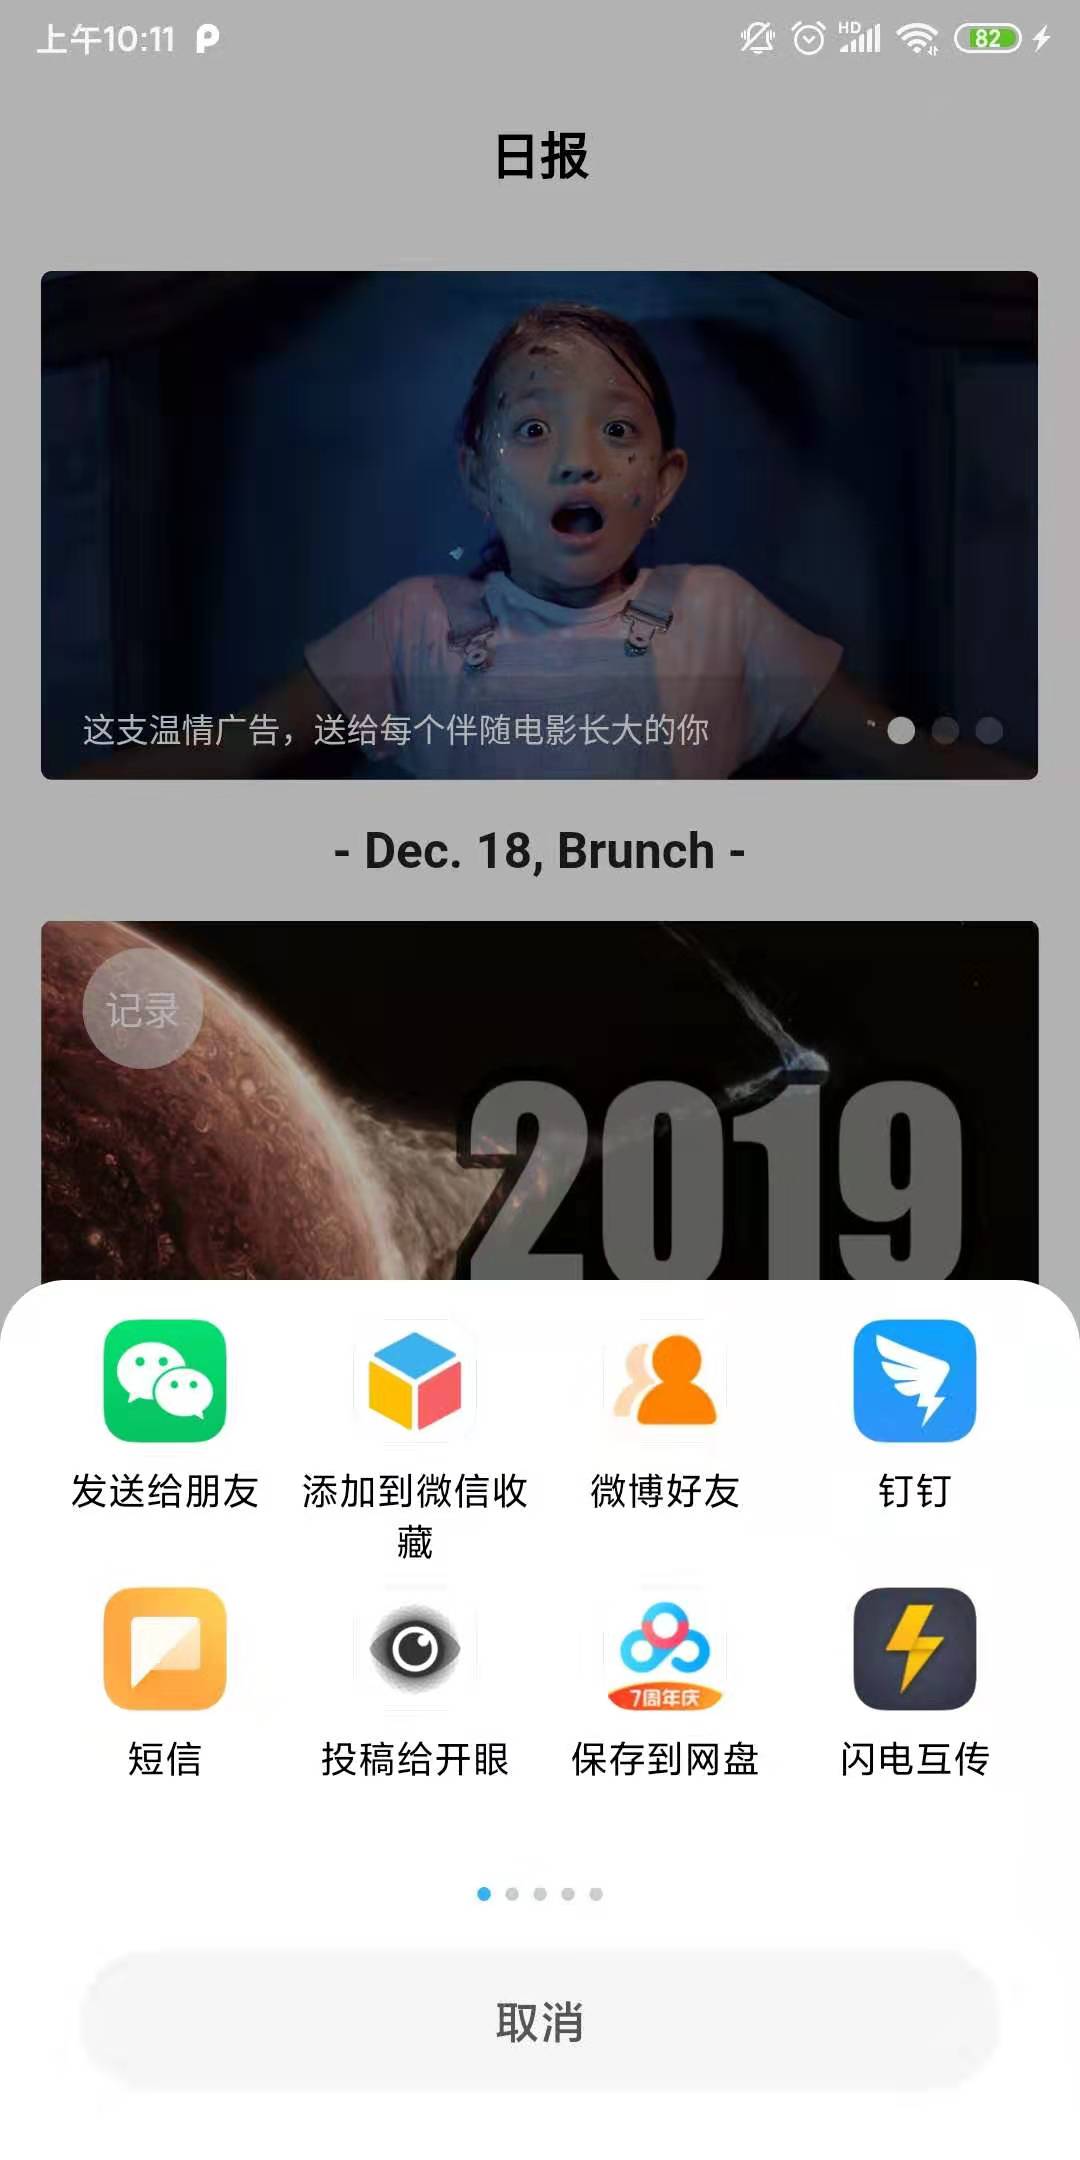 上午10:11
HD
82
日报
这支温情广告，送给每个伴随电影长大的你
- Dec. 18, Brunch -
记录
2019
发送给朋友
添加到微信收
藏
微博好友
钉钉
7周年庆
短信
投稿给开眼
保存到网盘
闪电互传
取消